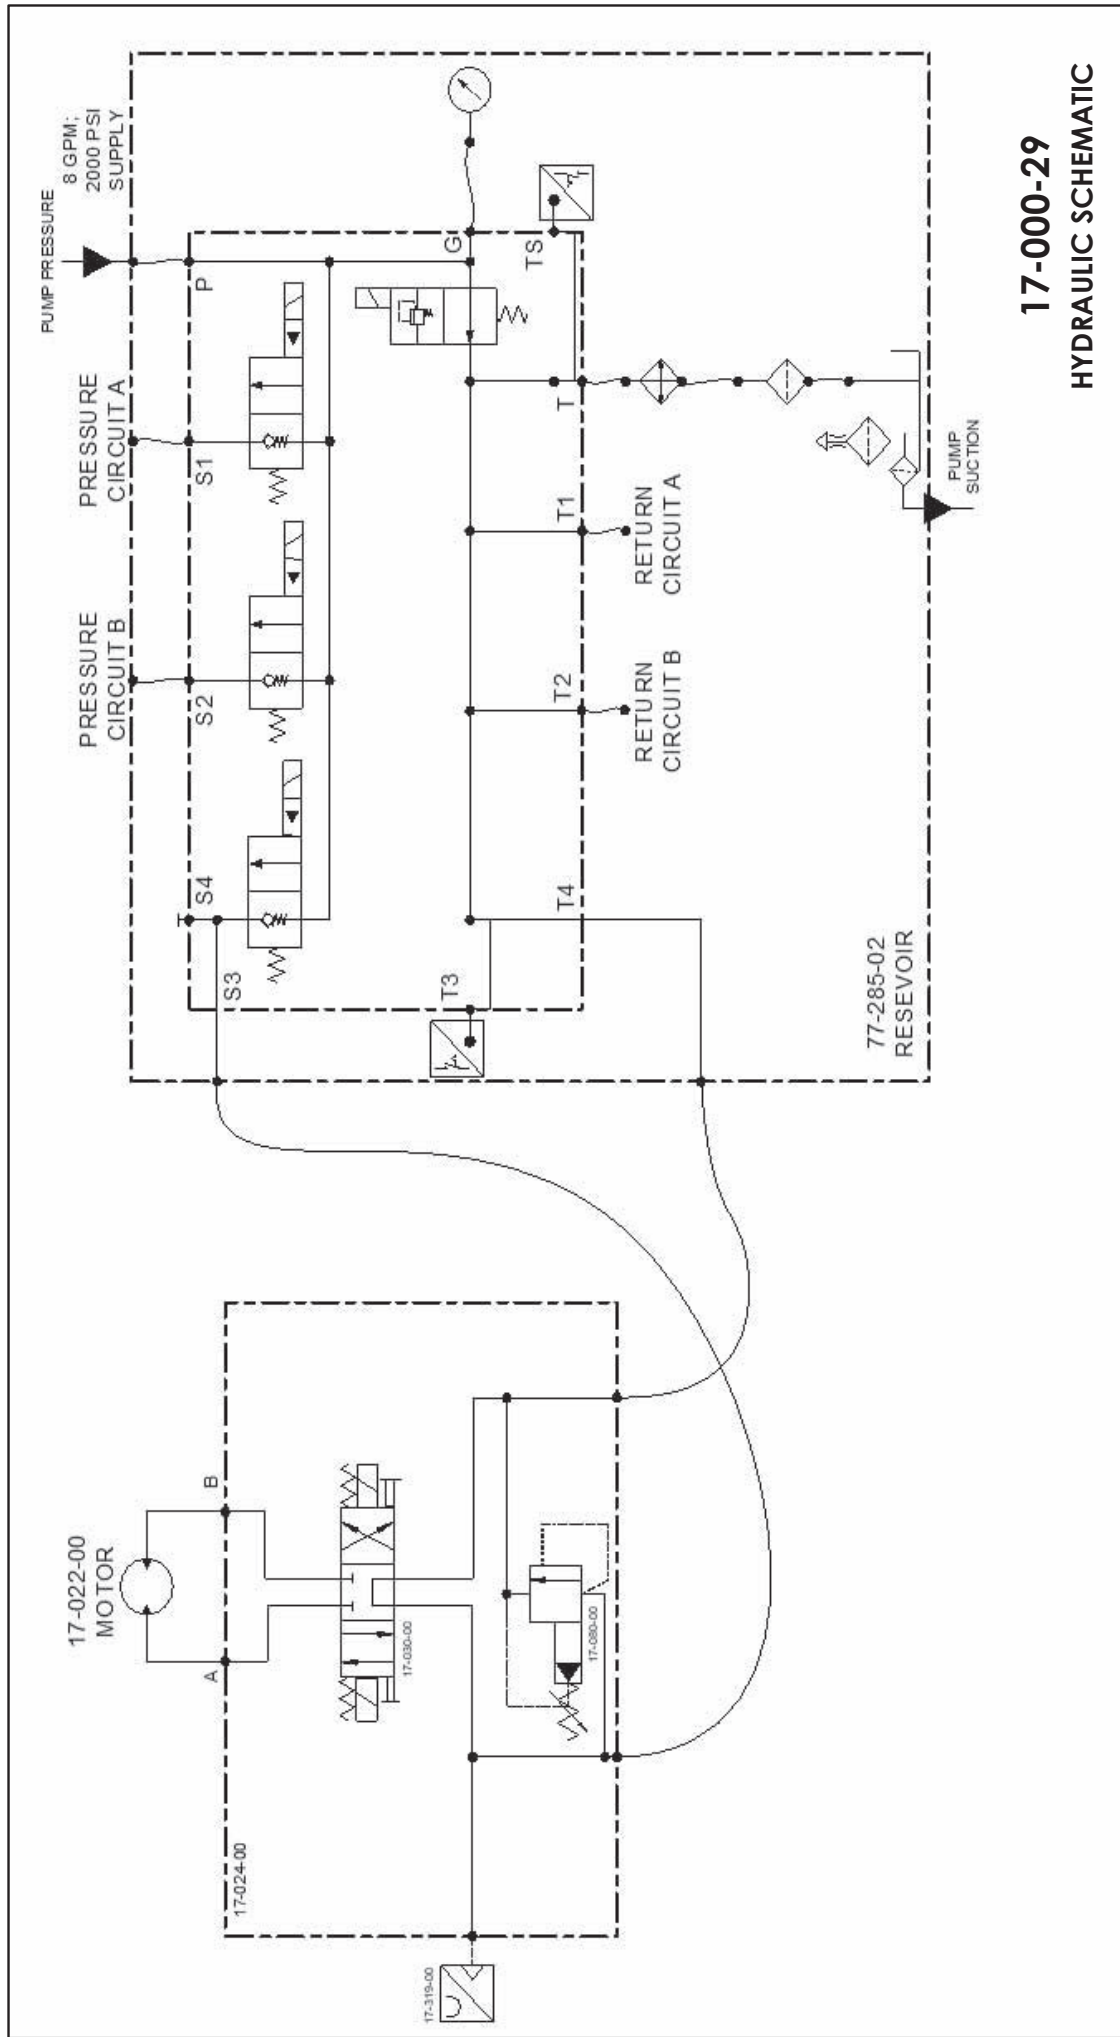 17-000-29
HYDRAULIC SCHEMATIC
PUMP PRESSURE
8 GPM;
2000 PSI
SUPPLY
PRESSURE
CIRCUIT A
PRESSURE
CIRCUIT B
P
G
TS
S1
S2
S4
S3
T
T1
T2
T4
T3
RETURN
CIRCUIT A
RETURN
CIRCUIT B
PUMP
SUCTION
77-285-02
RESEVOIR
17-022-00
MOTOR
A
B
17-030-00
17-080-00
17-024-00
17-319-00